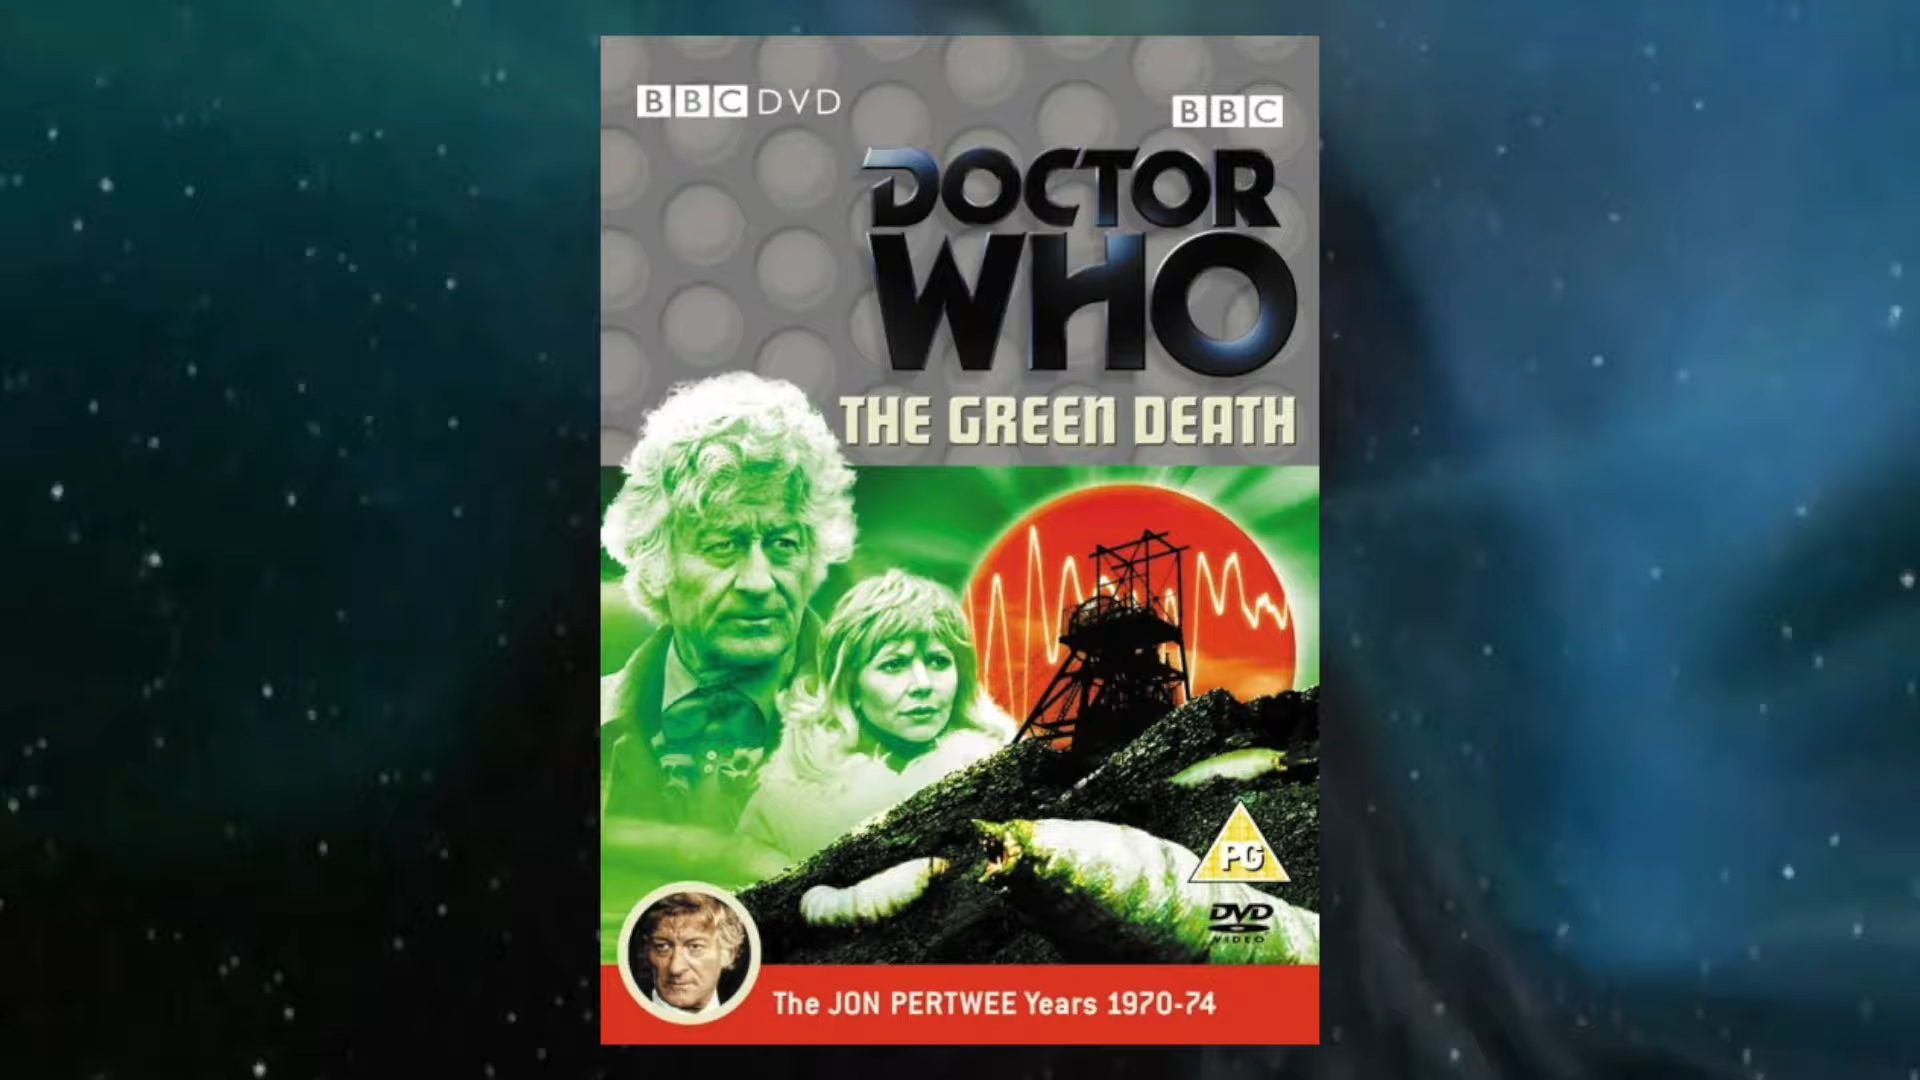 BBC DVD
BBC
DOCTOR
WHO
THE GREEN DEATH
PG
DVD
VIDEO
The JON PERTWEE Years 1970-74